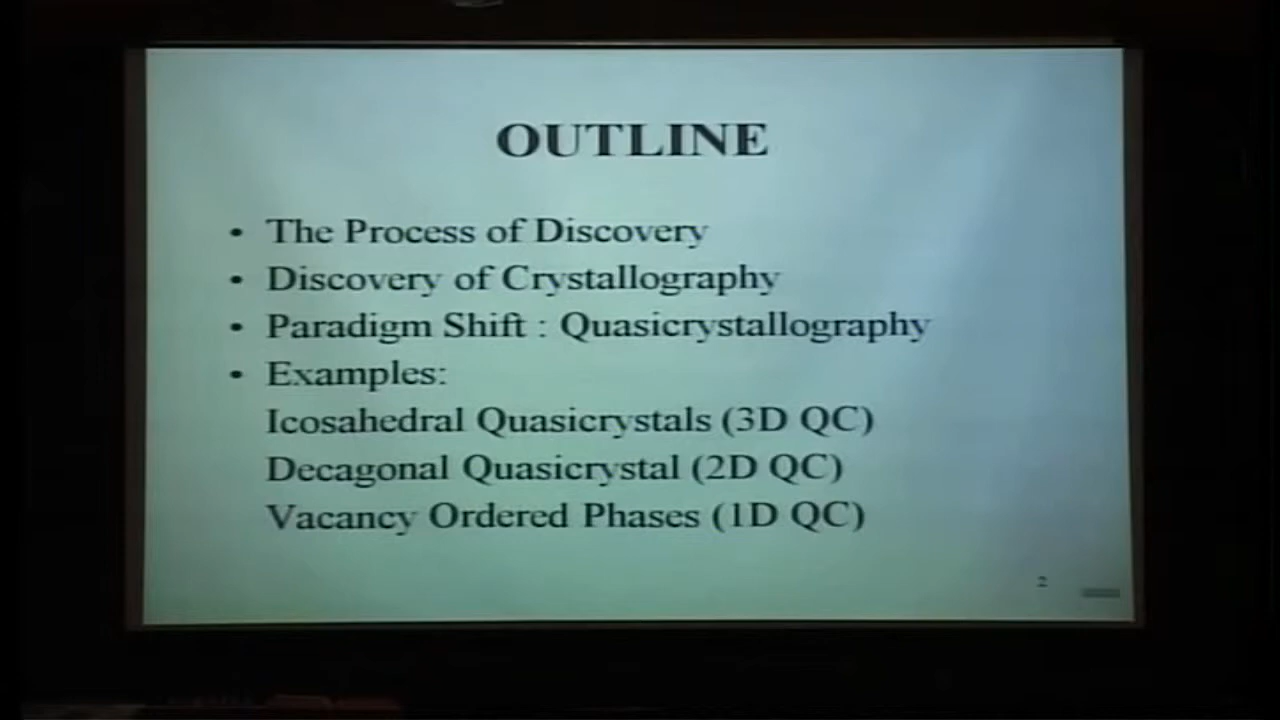 OUTLINE
• The Process of Discovery
• Discovery of Crystallography
• Paradigm Shift : Quasicrystallography
• Examples:
Icosahedral Quasicrystals (3D QC)
Decagonal Quasicrystal (2D QC)
Vacancy Ordered Phases (1D QC)
2